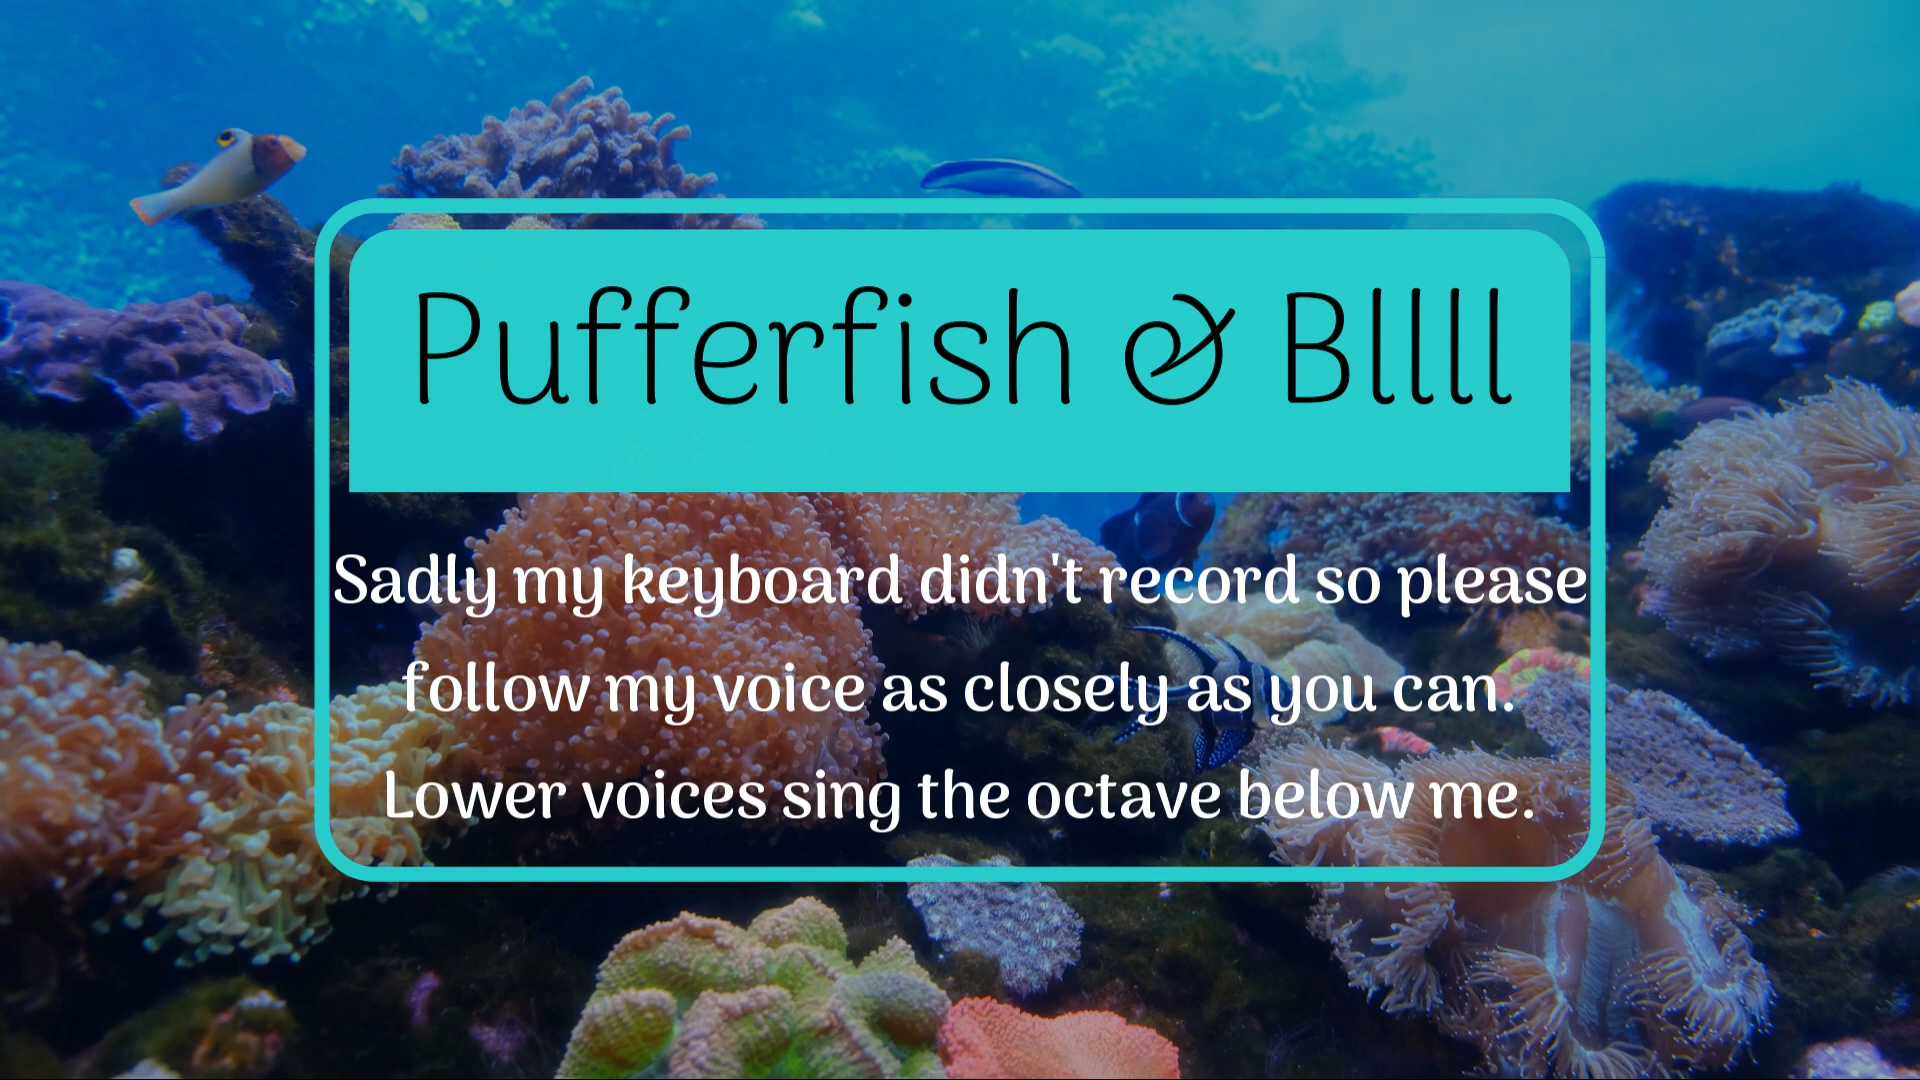 Pufferfish & Bllll
Sadly my keyboard didn't record so please
follow my voice as closely as you can.
Lower voices sing the octave below me.